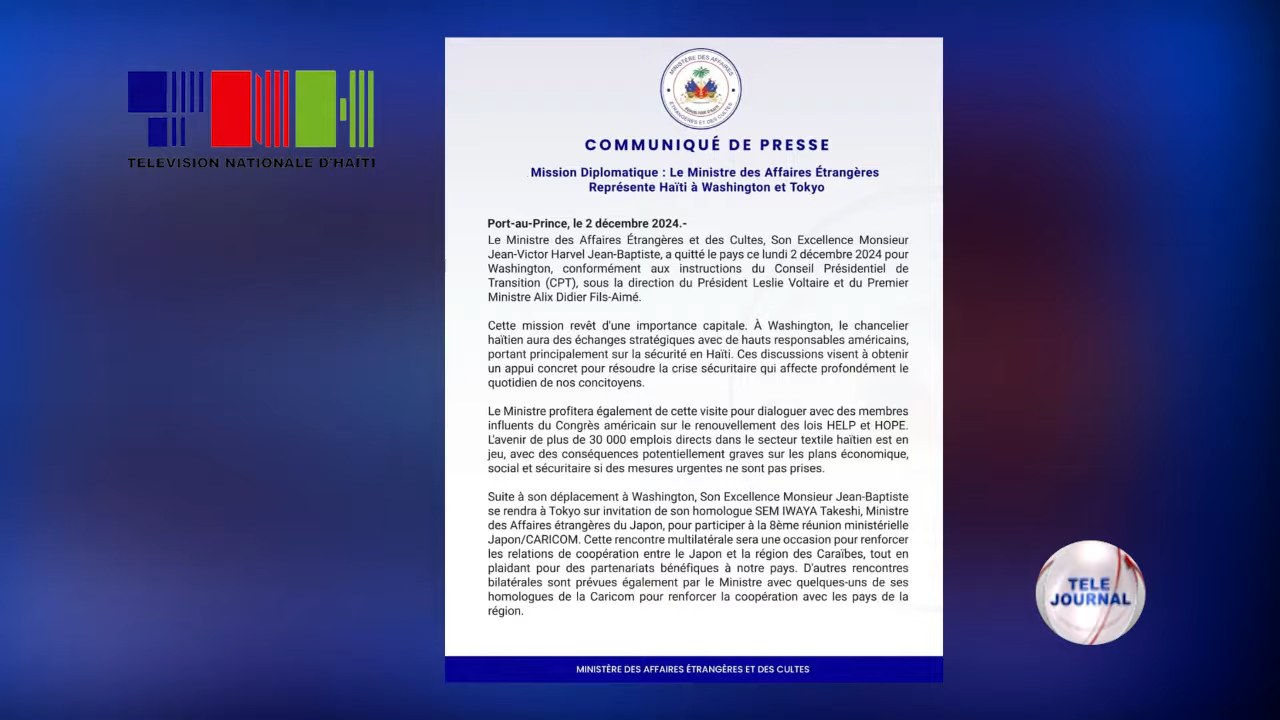 TELEVISION NATIONALE D'HAITI
MINISTÈRE DES AFFAIRES
ÉTRANGÈRES ET DES CULTES
COMMUNIQUÉ DE PRESSE
Mission Diplomatique : Le Ministre des Affaires Étrangères
Représente Haïti à Washington et Tokyo
Port-au-Prince, le 2 décembre 2024.-
Le Ministre des Affaires Étrangères et des Cultes, Son Excellence Monsieur
Jean-Victor Harvel Jean-Baptiste, a quitté le pays ce lundi 2 décembre 2024 pour
Washington, conformément aux instructions du Conseil Présidentiel de
Transition (CPT), sous la direction du Président Leslie Voltaire et du Premier
Ministre Alix Didier Fils-Aimé.
Cette mission revêt d'une importance capitale. À Washington, le chancelier
haïtien aura des échanges stratégiques avec de hauts responsables américains,
portant principalement sur la sécurité en Haïti. Ces discussions visent à obtenir
un appui concret pour résoudre la crise sécuritaire qui affecte profondément le
quotidien de nos concitoyens.
Le Ministre profitera également de cette visite pour dialoguer avec des membres
influents du Congrès américain sur le renouvellement des lois HELP et HOPE.
L'avenir de plus de 30 000 emplois directs dans le secteur textile haïtien est en
jeu, avec des conséquences potentiellement graves sur les plans économique,
social et sécuritaire si des mesures urgentes ne sont pas prises.
Suite à son déplacement à Washington, Son Excellence Monsieur Jean-Baptiste
se rendra à Tokyo sur invitation de son homologue SEM IWAYA Takeshi, Ministre
des Affaires étrangères du Japon, pour participer à la 8ème réunion ministérielle
Japon/CARICOM. Cette rencontre multilatérale sera une occasion pour renforcer
les relations de coopération entre le Japon et la région des Caraïbes, tout en
plaidant pour des partenariats bénéfiques à notre pays. D'autres rencontres
bilatérales sont prévues également par le Ministre avec quelques-uns de ses
homologues de la Caricom pour renforcer la coopération avec les pays de la
région.
TELE
JOURNAL
MINISTÈRE DES AFFAIRES ÉTRANGÈRES ET DES CULTES